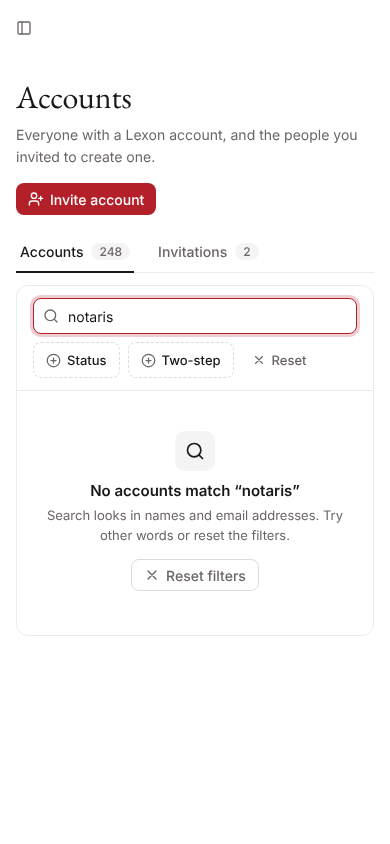 Accounts
Everyone with a Lexon account, and the people you
invited to create one.
Invite account
Accounts 248 Invitations 2
notaris
Status Two-step Reset
No accounts match “notaris”
Search looks in names and email addresses. Try
other words or reset the filters.
Reset filters